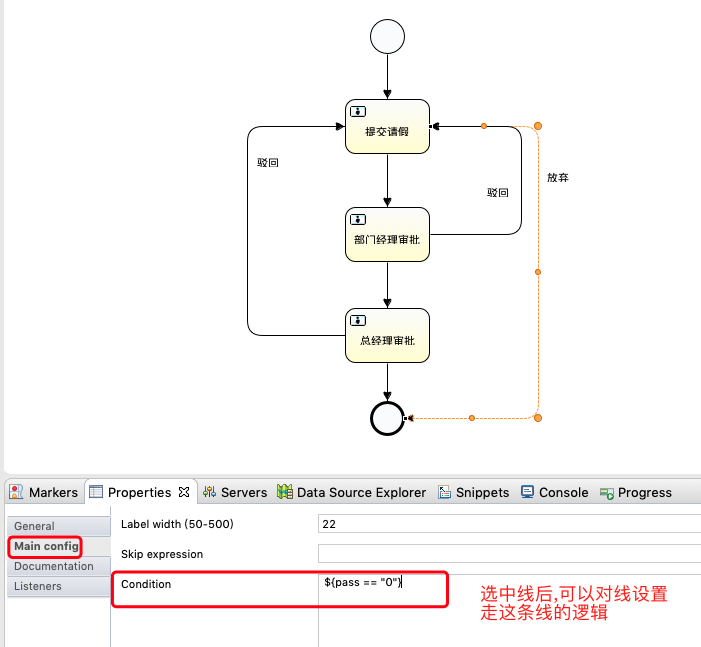 提交请假
驳回
放弃
驳回
部门经理审批
总经理审批
Markers
Properties
Servers
Data Source Explorer
Snippets
Console
Progress
General
Label width (50-500)
22
Main config
Skip expression
Documentation
Condition
${pass == "0"}
Listeners
选中线后,可以对线设置
走这条线的逻辑